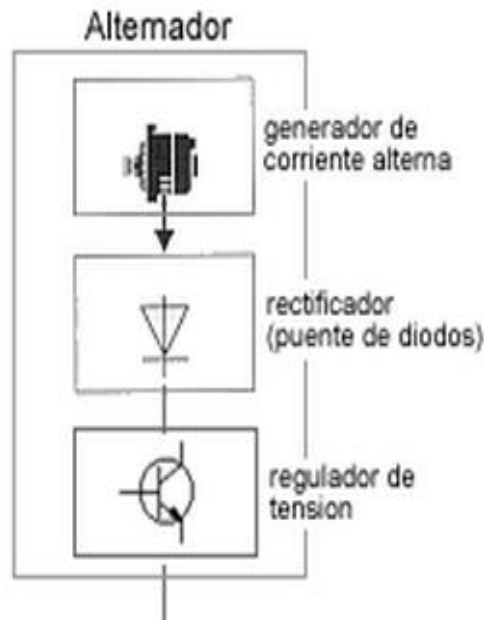 Alternador
generador de
corriente alterna
rectificador
(puente de diodos)
regulador de
tension